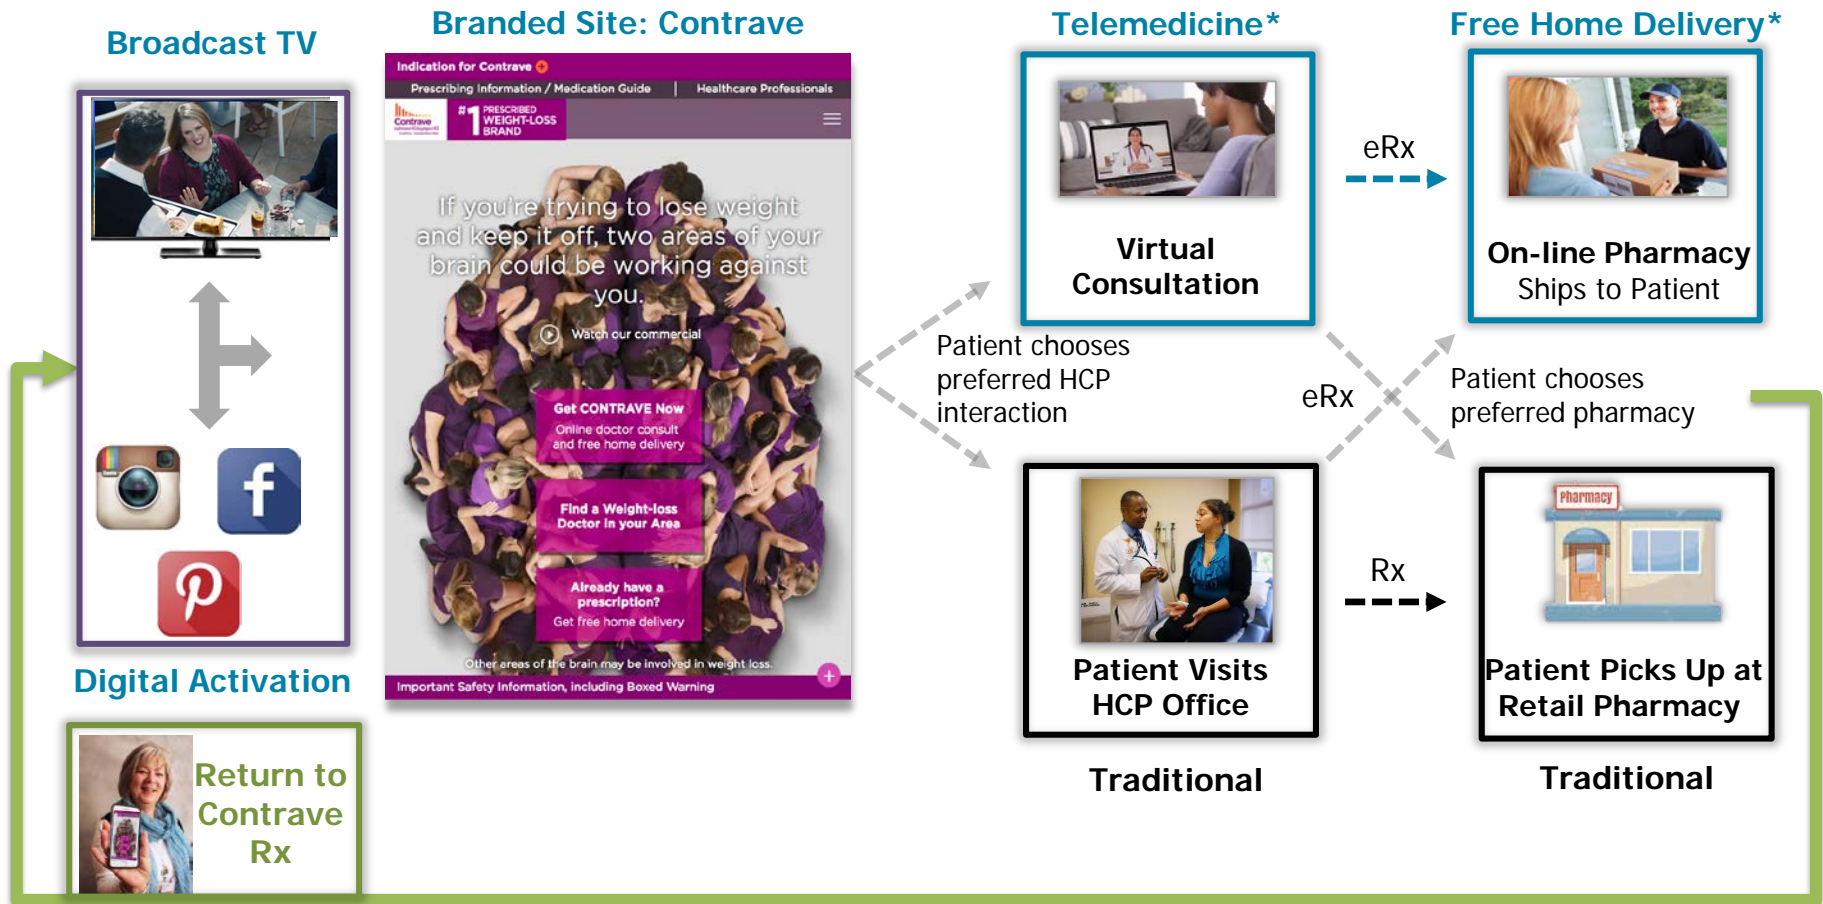 Broadcast TV
Digital Activation
Return to
Contrave
Rx
Branded Site: Contrave
Indication for Contrave
Prescribing Information / Medication Guide | Healthcare Professionals
Contrave
#1 PRESCRIBED
WEIGHT-LOSS
BRAND
If you're trying to lose weight
and keep it off, two areas of your
brain could be working against
you.
Watch our commercial
Get CONTRAVE Now
Online doctor consult
and free home delivery
Find a Weight-loss
Doctor in your Area
Already have a
prescription?
Get free home delivery
Other areas of the brain may be involved in weight loss.
Important Safety Information, including Boxed Warning
Patient chooses
preferred HCP
interaction
Telemedicine*
Virtual
Consultation
eRx
Free Home Delivery*
On-line Pharmacy
Ships to Patient
eRx
Patient chooses
preferred pharmacy
Patient Visits
HCP Office
Traditional
Rx
Pharmacy
Patient Picks Up at
Retail Pharmacy
Traditional